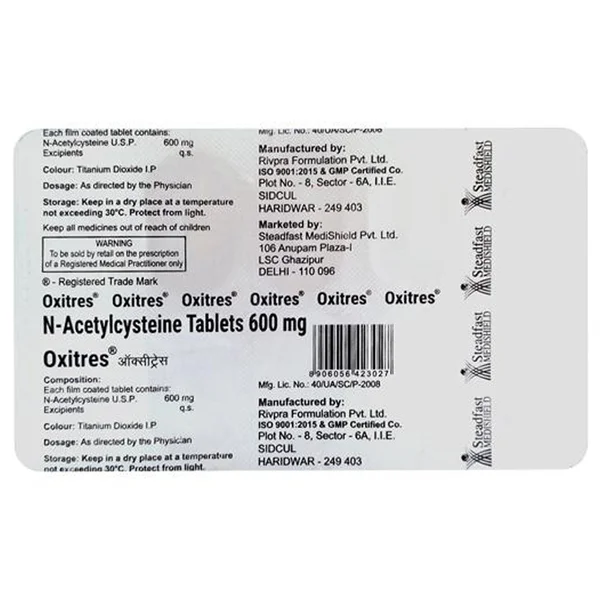 Each film coated tablet contains:
N-Acetylcysteine U.S.P. 600 mg
Excipients q.s.
Colour: Titanium Dioxide I.P
Dosage: As directed by the Physician
Storage: Keep in a dry place at a temperature
not exceeding 30°C. Protect from light.
Keep all medicines out of reach of children
WARNING
To be sold by retail on the prescription
of a Registered Medical Practitioner only
® - Registered Trade Mark
Mfg. Lic. No.: 40/UA/SC/P-2008
Manufactured by:
Rivpra Formulation Pvt. Ltd.
ISO 9001:2015 & GMP Certified Co.
Plot No. - 8, Sector - 6A, I.I.E.
SIDCUL
HARIDWAR - 249 403
Marketed by:
Steadfast MediShield Pvt. Ltd.
106 Anupam Plaza-I
LSC Ghazipur
DELHI - 110 096
Oxitres® Oxitres® Oxitres® Oxitres® Oxitres® Oxitres®
N-Acetylcysteine Tablets 600 mg
Oxitres® ऑक्सीट्रेस
Composition:
Each film coated tablet contains:
N-Acetylcysteine U.S.P. 600 mg
Excipients q.s.
Colour: Titanium Dioxide I.P
Dosage: As directed by the Physician
Storage: Keep in a dry place at a temperature
not exceeding 30°C. Protect from light.
8906056423027
Mfg. Lic. No.: 40/UA/SC/P-2008
Manufactured by:
Rivpra Formulation Pvt. Ltd.
ISO 9001:2015 & GMP Certified Co.
Plot No. - 8, Sector - 6A, I.I.E.
SIDCUL
HARIDWAR - 249 403
Steadfast
MEDISHIELD
Steadfast
MEDISHIELD
Steadfast
MEDISHIELD
Steadfast
MEDISHIELD